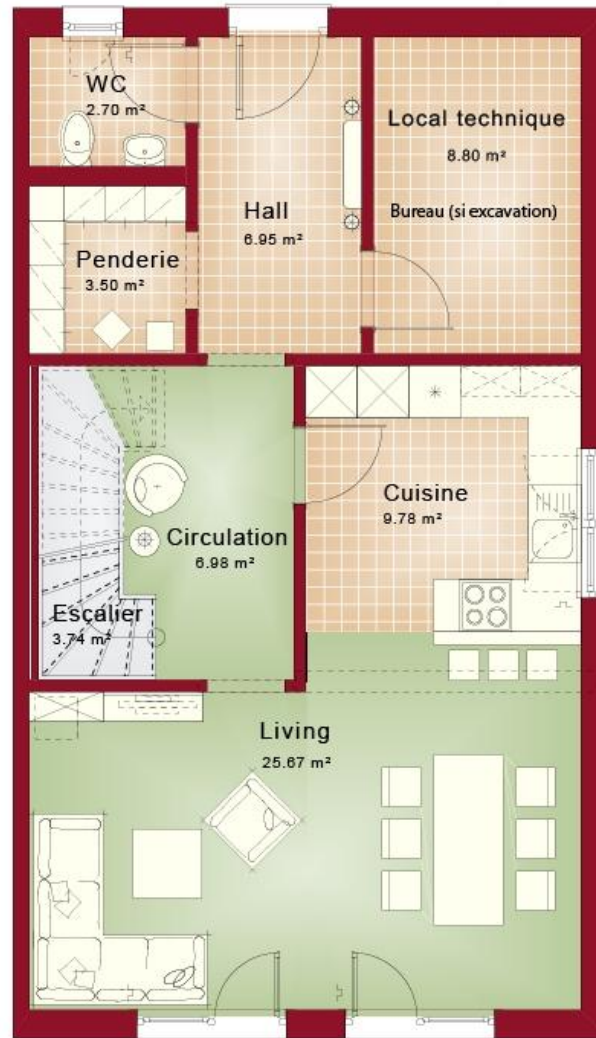 WC
2.70 m²
Local technique
8.80 m²
Bureau (si excavation)
Hall
6.95 m²
Penderie
3.50 m²
Cuisine
9.78 m²
Circulation
6.98 m²
Escalier
3.74 m²
Living
25.67 m²